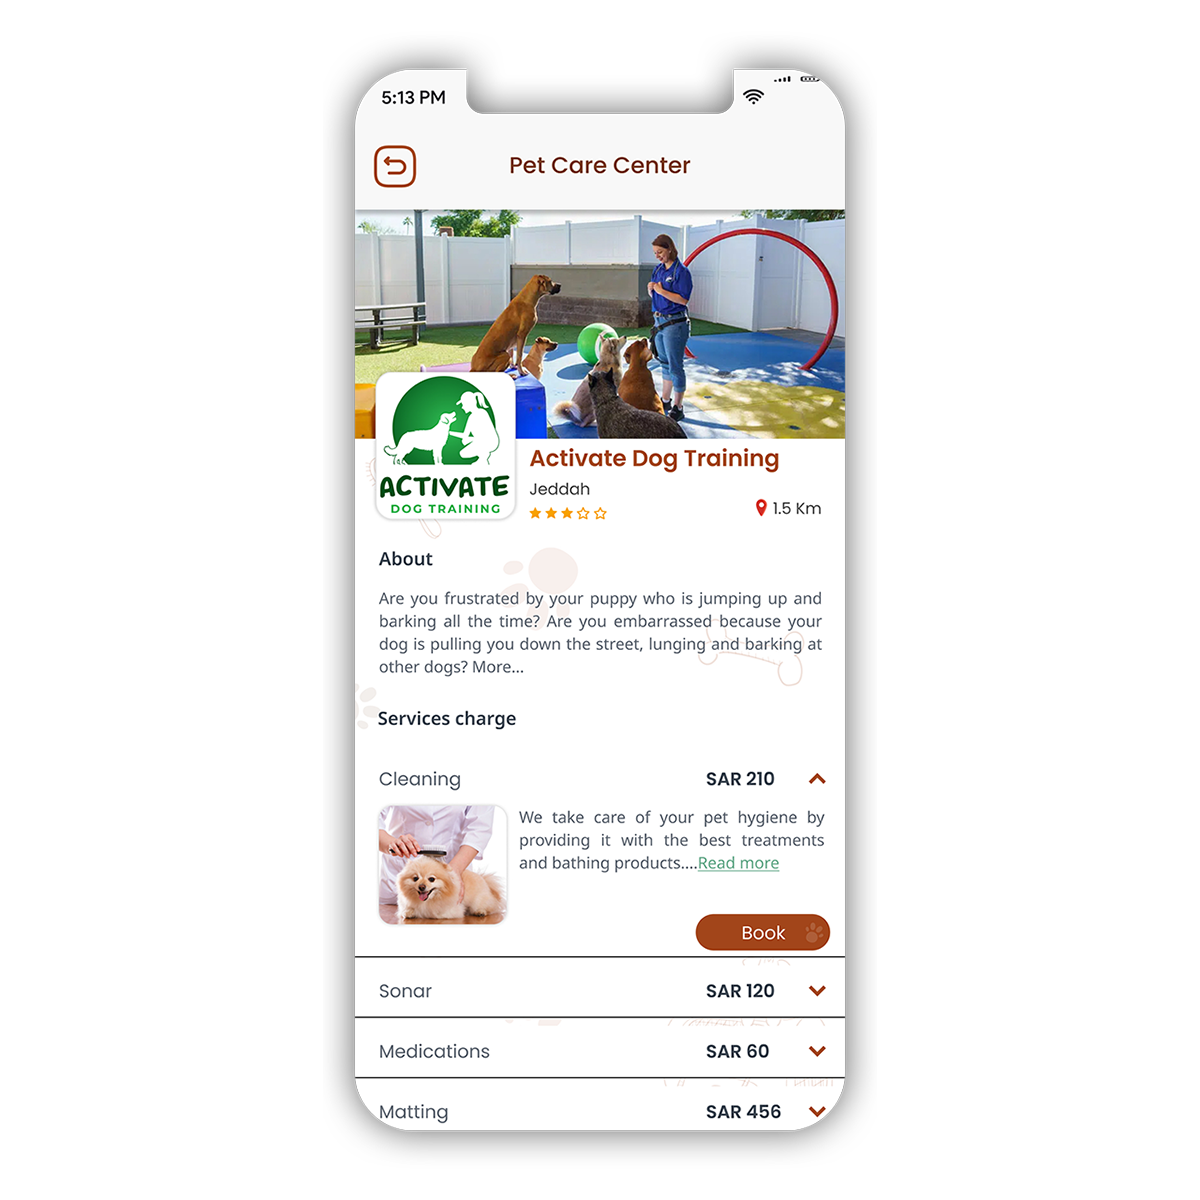 5:13 PM
Pet Care Center
ACTIVATE
DOG TRAINING
Activate Dog Training
Jeddah
1.5 Km
About
Are you frustrated by your puppy who is jumping up and
barking all the time? Are you embarrassed because your
dog is pulling you down the street, lunging and barking at
other dogs? More...
Services charge
Cleaning SAR 210
We take care of your pet hygiene by
providing it with the best treatments
and bathing products....Read more
Book
Sonar SAR 120
Medications SAR 60
Matting SAR 456